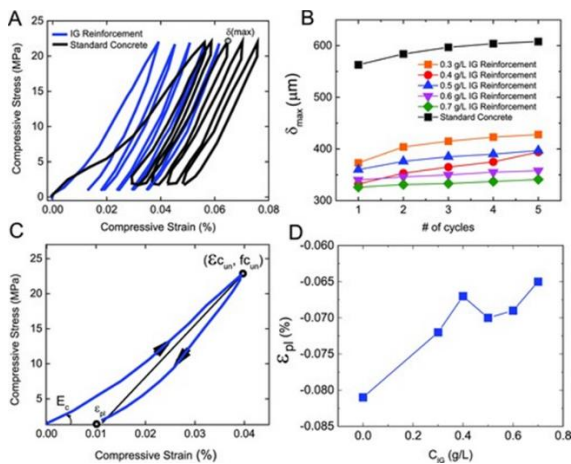 A
IG Reinforcement
Standard Concrete
δ(max)
Compressive Stress (MPa)
25
20
15
10
5
0
0.00 0.02 0.04 0.06 0.08
Compressive Strain (%)
B
δmax (μm)
600
500
400
300
0.3 g/L IG Reinforcement
0.4 g/L IG Reinforcement
0.5 g/L IG Reinforcement
0.6 g/L IG Reinforcement
0.7 g/L IG Reinforcement
Standard Concrete
1 2 3 4 5
# of cycles
C
(Ɛcun, fcun)
Compressive Stress (MPa)
25
20
15
10
5
Ec
εpl
0.00 0.01 0.02 0.03 0.04 0.05
Compressive Strain (%)
D
εpl (%)
-0.060
-0.065
-0.070
-0.075
-0.080
-0.085
0.0 0.2 0.4 0.6 0.8
CIG (g/L)